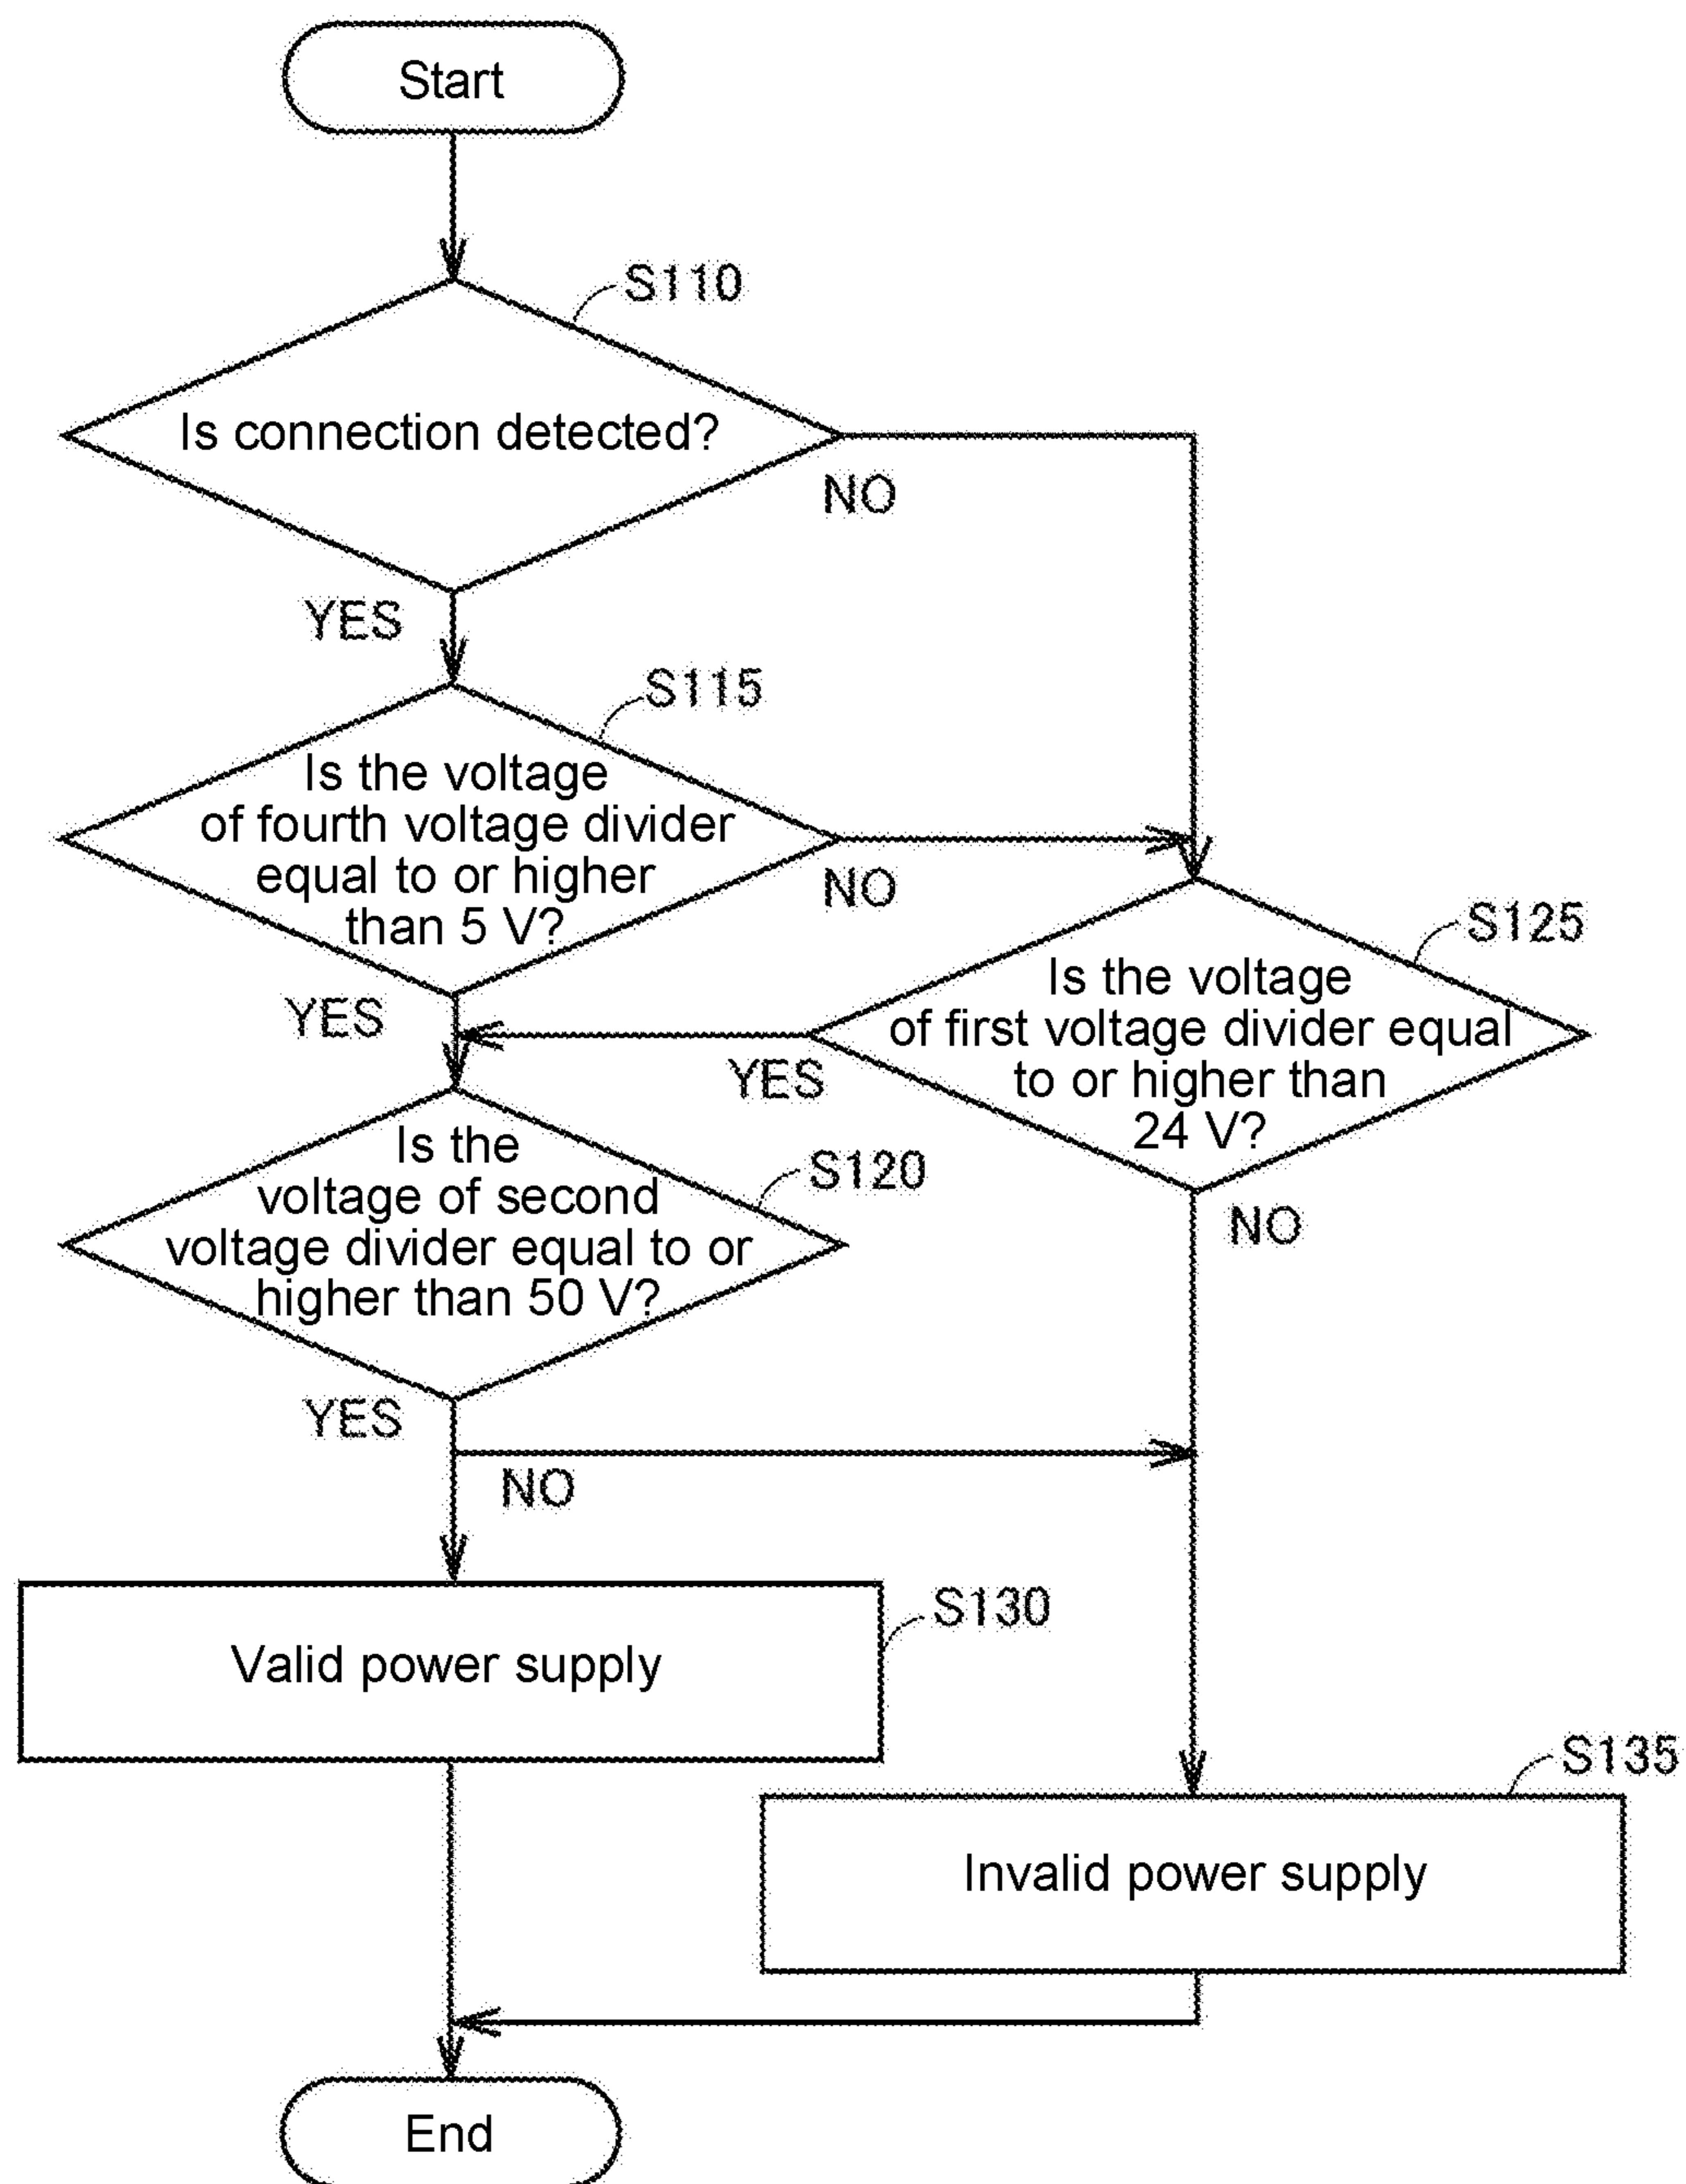 Start
S110
Is connection detected?
NO
YES
S115
Is the voltage
of fourth voltage divider
equal to or higher
than 5 V?
NO
YES
S125
Is the voltage
of first voltage divider equal
to or higher than
24 V?
YES
NO
S120
Is the
voltage of second
voltage divider equal to or
higher than 50 V?
YES
NO
S130
Valid power supply
S135
Invalid power supply
End